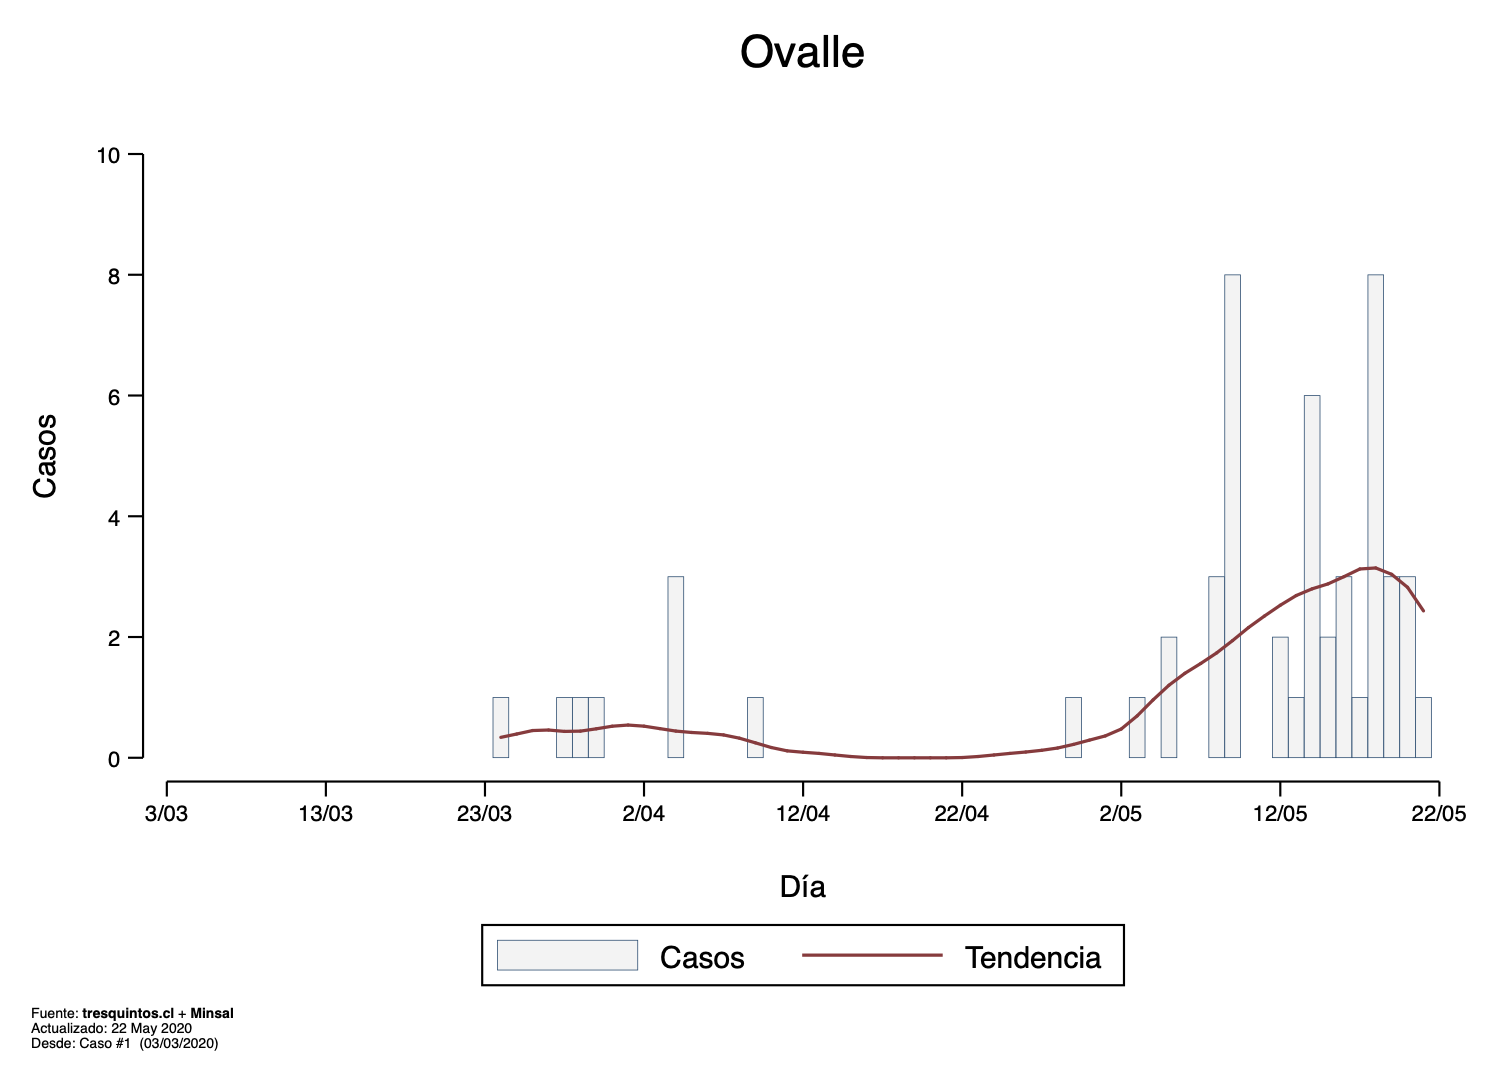 Ovalle
10
8
6
4
2
0
Casos
3/03 13/03 23/03 2/04 12/04 22/04 2/05 12/05 22/05
Día
Casos Tendencia
Fuente: tresquintos.cl + Minsal
Actualizado: 22 May 2020
Desde: Caso #1 (03/03/2020)